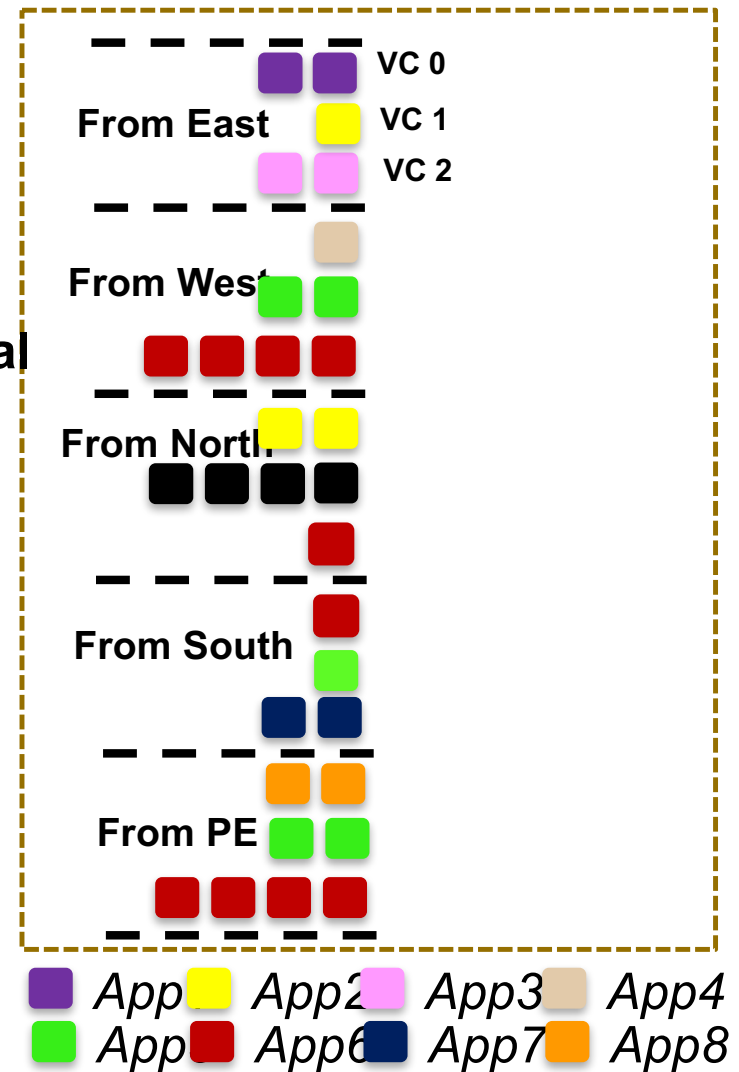 VC 0
From East
VC 1
VC 2
From West
al
From North
From South
From PE
App2 App3 App4
App6 App7 App8